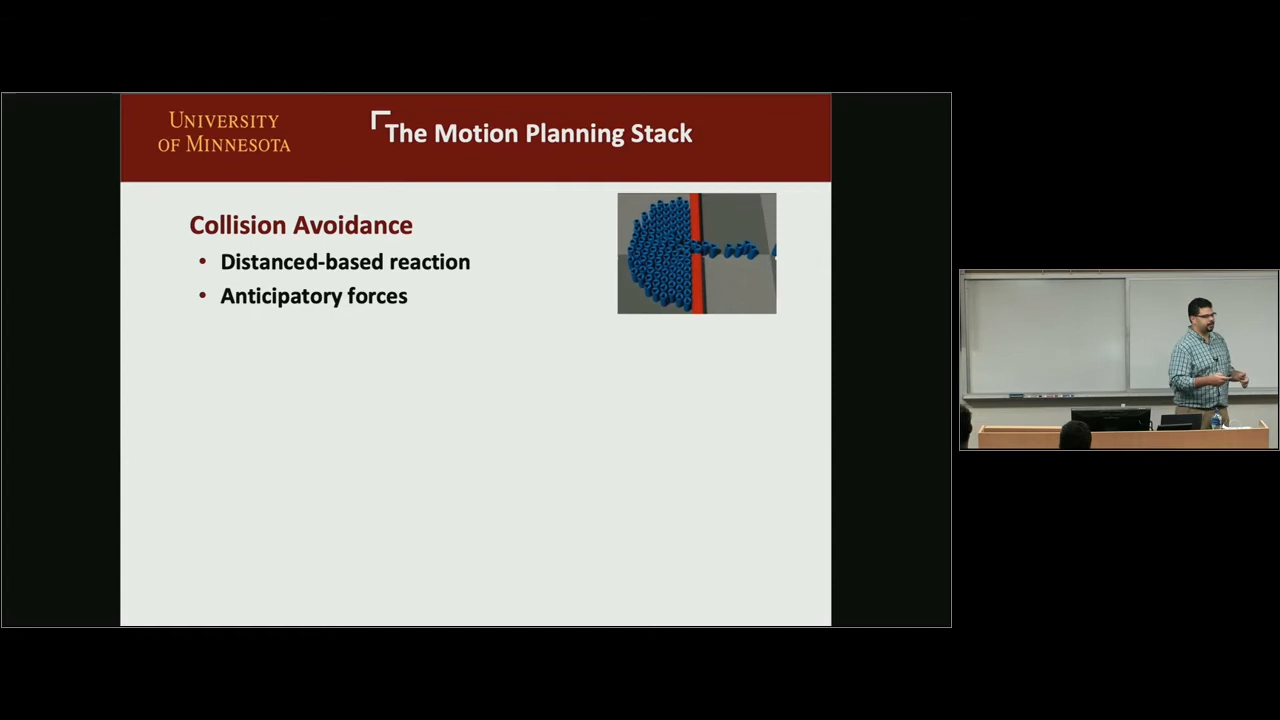 UNIVERSITY
OF MINNESOTA
The Motion Planning Stack
Collision Avoidance
• Distanced-based reaction
• Anticipatory forces